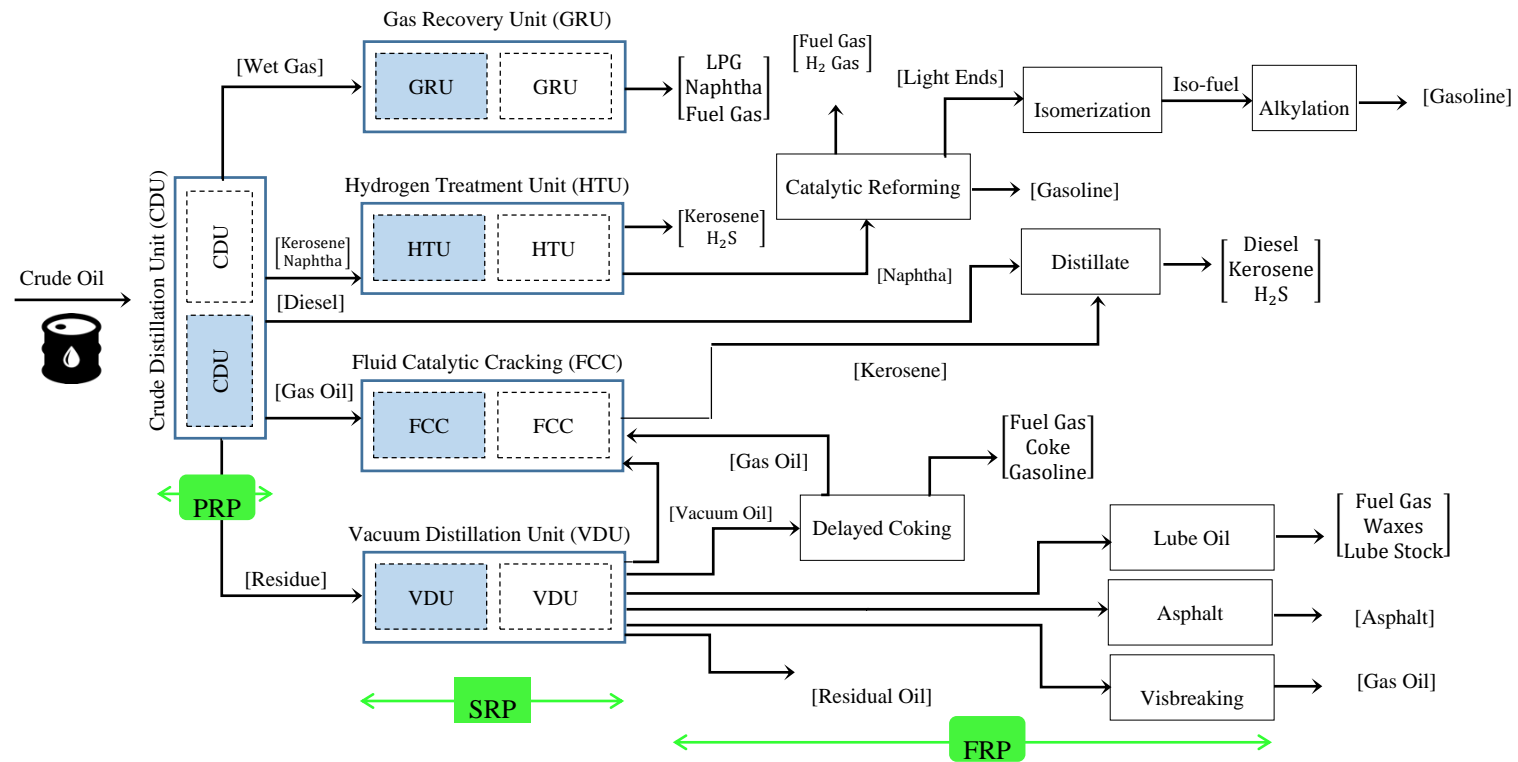 Gas Recovery Unit (GRU)
[Wet Gas]
GRU
GRU
LPG
Naphtha
Fuel Gas
Fuel Gas
H₂ Gas
[Light Ends]
Isomerization
Iso-fuel
Alkylation
[Gasoline]
Crude Oil
Crude Distillation Unit (CDU)
CDU
CDU
Hydrogen Treatment Unit (HTU)
Kerosene
Naphtha
HTU
HTU
Kerosene
H₂S
Catalytic Reforming
[Gasoline]
[Naphtha]
[Diesel]
Distillate
Diesel
Kerosene
H₂S
Fluid Catalytic Cracking (FCC)
[Gas Oil]
FCC
FCC
[Kerosene]
[Gas Oil]
Fuel Gas
Coke
Gasoline
PRP
[Vacuum Oil]
Delayed Coking
Vacuum Distillation Unit (VDU)
[Residue]
VDU
VDU
Lube Oil
Fuel Gas
Waxes
Lube Stock
Asphalt
[Asphalt]
Visbreaking
[Gas Oil]
[Residual Oil]
SRP
FRP